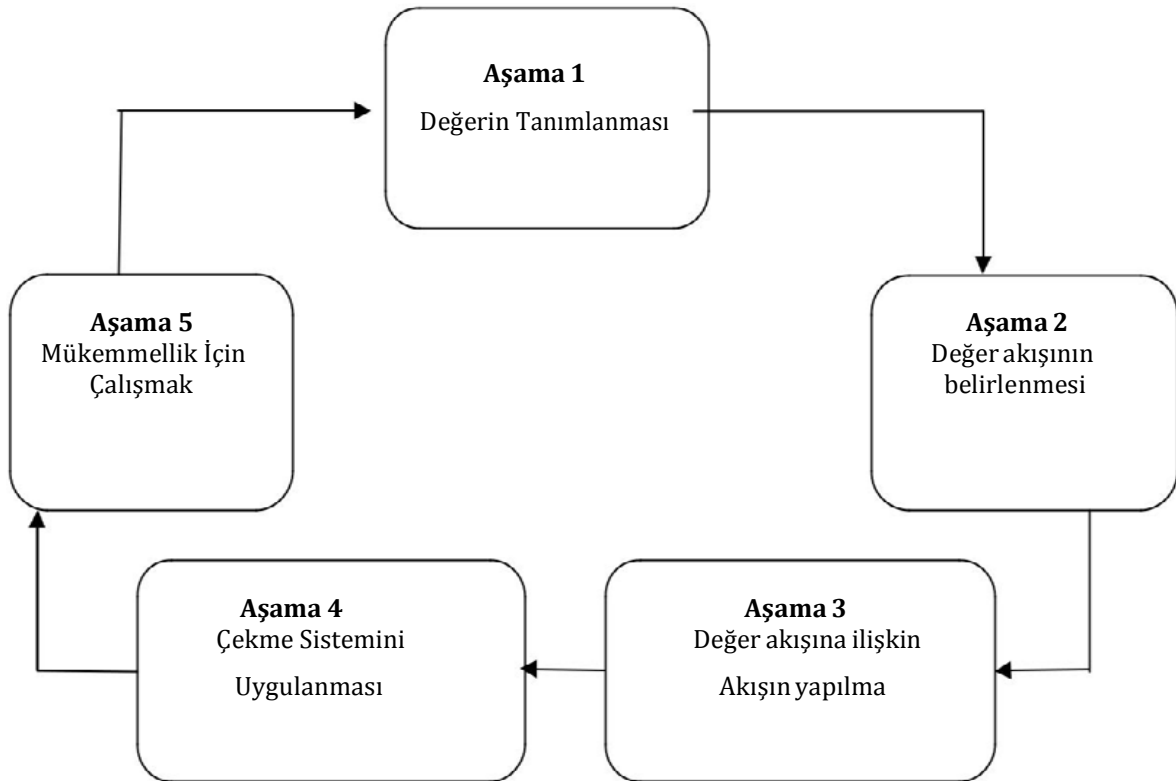 Aşama 1
Değerin Tanımlanması
Aşama 2
Değer akışının
belirlenmesi
Aşama 3
Değer akışına ilişkin
Akışın yapılma
Aşama 4
Çekme Sistemini
Uygulanması
Aşama 5
Mükemmellik İçin
Çalışmak